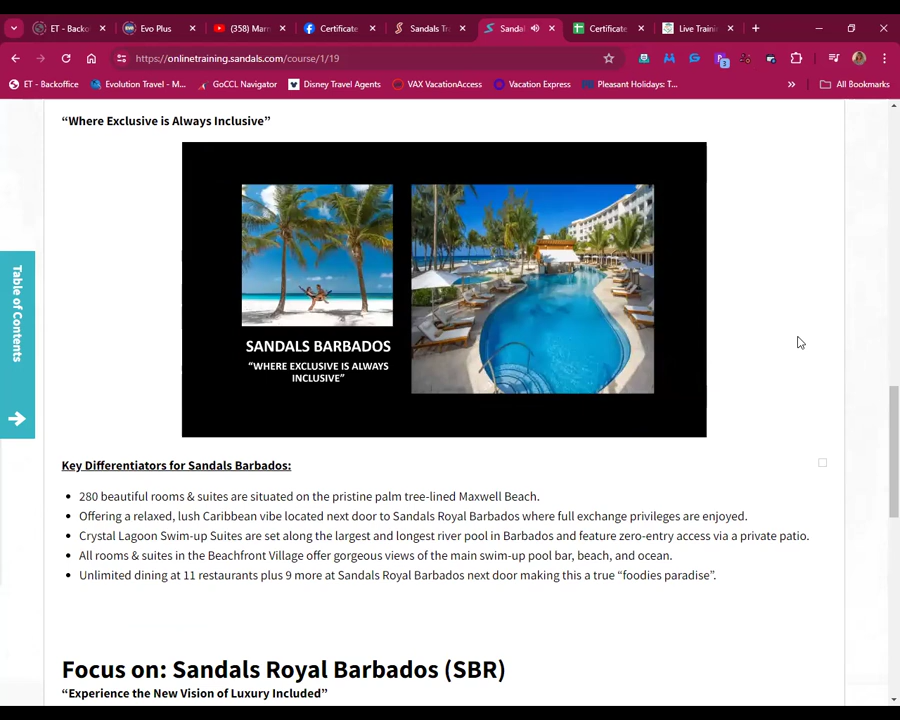 ET - Backo
Evo Plus
(358) Marr
Certificate
Sandals Tr
Sandal
Certificate
Live Trainin
https://onlinetraining.sandals.com/course/1/19
3
ET - Backoffice
Evolution Travel - M...
GoCCL Navigator
Disney Travel Agents
VAX VacationAccess
Vacation Express
Pleasant Holidays: T...
All Bookmarks
“Where Exclusive is Always Inclusive”
SANDALS BARBADOS
“WHERE EXCLUSIVE IS ALWAYS
INCLUSIVE”
Table of Contents
Key Differentiators for Sandals Barbados:
• 280 beautiful rooms & suites are situated on the pristine palm tree-lined Maxwell Beach.
• Offering a relaxed, lush Caribbean vibe located next door to Sandals Royal Barbados where full exchange privileges are enjoyed.
• Crystal Lagoon Swim-up Suites are set along the largest and longest river pool in Barbados and feature zero-entry access via a private patio.
• All rooms & suites in the Beachfront Village offer gorgeous views of the main swim-up pool bar, beach, and ocean.
• Unlimited dining at 11 restaurants plus 9 more at Sandals Royal Barbados next door making this a true “foodies paradise”.
Focus on: Sandals Royal Barbados (SBR)
“Experience the New Vision of Luxury Included”